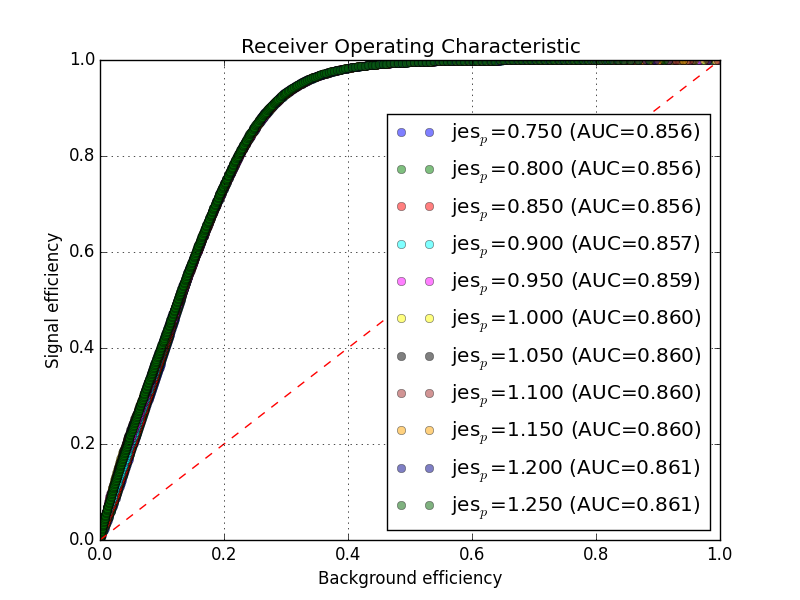 Receiver Operating Characteristic
1.0
0.8
0.6
0.4
0.2
0.0
Signal efficiency
jesₚ=0.750 (AUC=0.856)
jesₚ=0.800 (AUC=0.856)
jesₚ=0.850 (AUC=0.856)
jesₚ=0.900 (AUC=0.857)
jesₚ=0.950 (AUC=0.859)
jesₚ=1.000 (AUC=0.860)
jesₚ=1.050 (AUC=0.860)
jesₚ=1.100 (AUC=0.860)
jesₚ=1.150 (AUC=0.860)
jesₚ=1.200 (AUC=0.861)
jesₚ=1.250 (AUC=0.861)
0.0 0.2 0.4 0.6 0.8 1.0
Background efficiency